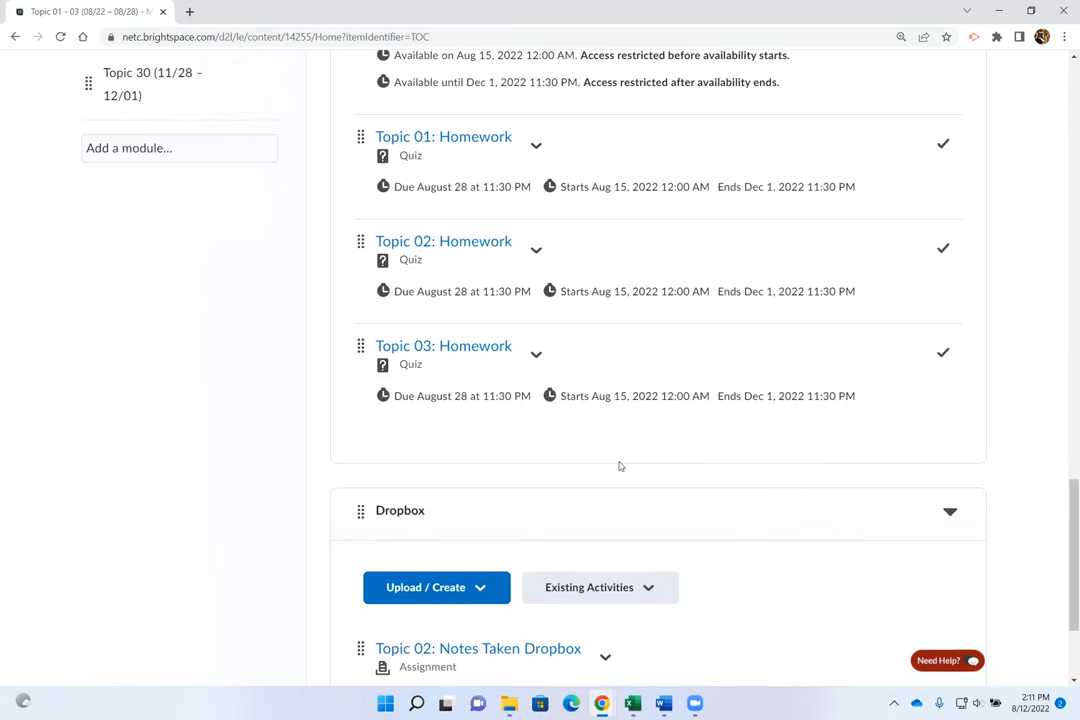 Topic 01 - 03 (08/22 – 08/28) - M
netc.brightspace.com/d2l/le/content/14255/Home?itemIdentifier=TOC
Topic 30 (11/28 –
12/01)
Add a module...
Available on Aug 15, 2022 12:00 AM. Access restricted before availability starts.
Available until Dec 1, 2022 11:30 PM. Access restricted after availability ends.
Topic 01: Homework
Quiz
Due August 28 at 11:30 PM Starts Aug 15, 2022 12:00 AM Ends Dec 1, 2022 11:30 PM
Topic 02: Homework
Quiz
Due August 28 at 11:30 PM Starts Aug 15, 2022 12:00 AM Ends Dec 1, 2022 11:30 PM
Topic 03: Homework
Quiz
Due August 28 at 11:30 PM Starts Aug 15, 2022 12:00 AM Ends Dec 1, 2022 11:30 PM
Dropbox
Upload / Create Existing Activities
Topic 02: Notes Taken Dropbox
Assignment
Need Help?
2:11 PM
8/12/2022 2